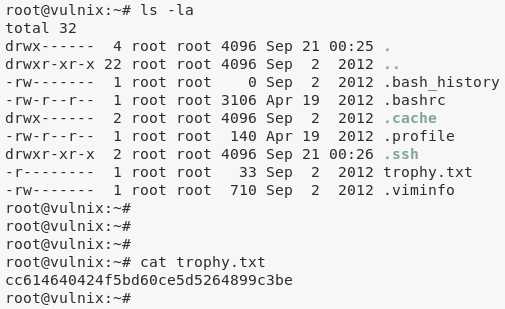 root@vulnix:~# ls -la
total 32
drwx------  4 root root 4096 Sep 21 00:25 .
drwxr-xr-x 22 root root 4096 Sep  2  2012 ..
-rw-------  1 root root    0 Sep  2  2012 .bash_history
-rw-r--r--  1 root root 3106 Apr 19  2012 .bashrc
drwx------  2 root root 4096 Sep  2  2012 .cache
-rw-r--r--  1 root root  140 Apr 19  2012 .profile
drwxr-xr-x  2 root root 4096 Sep 21 00:26 .ssh
-r--------  1 root root   33 Sep  2  2012 trophy.txt
-rw-------  1 root root  710 Sep  2  2012 .viminfo
root@vulnix:~#
root@vulnix:~#
root@vulnix:~#
root@vulnix:~# cat trophy.txt
cc614640424f5bd60ce5d5264899c3be
root@vulnix:~#